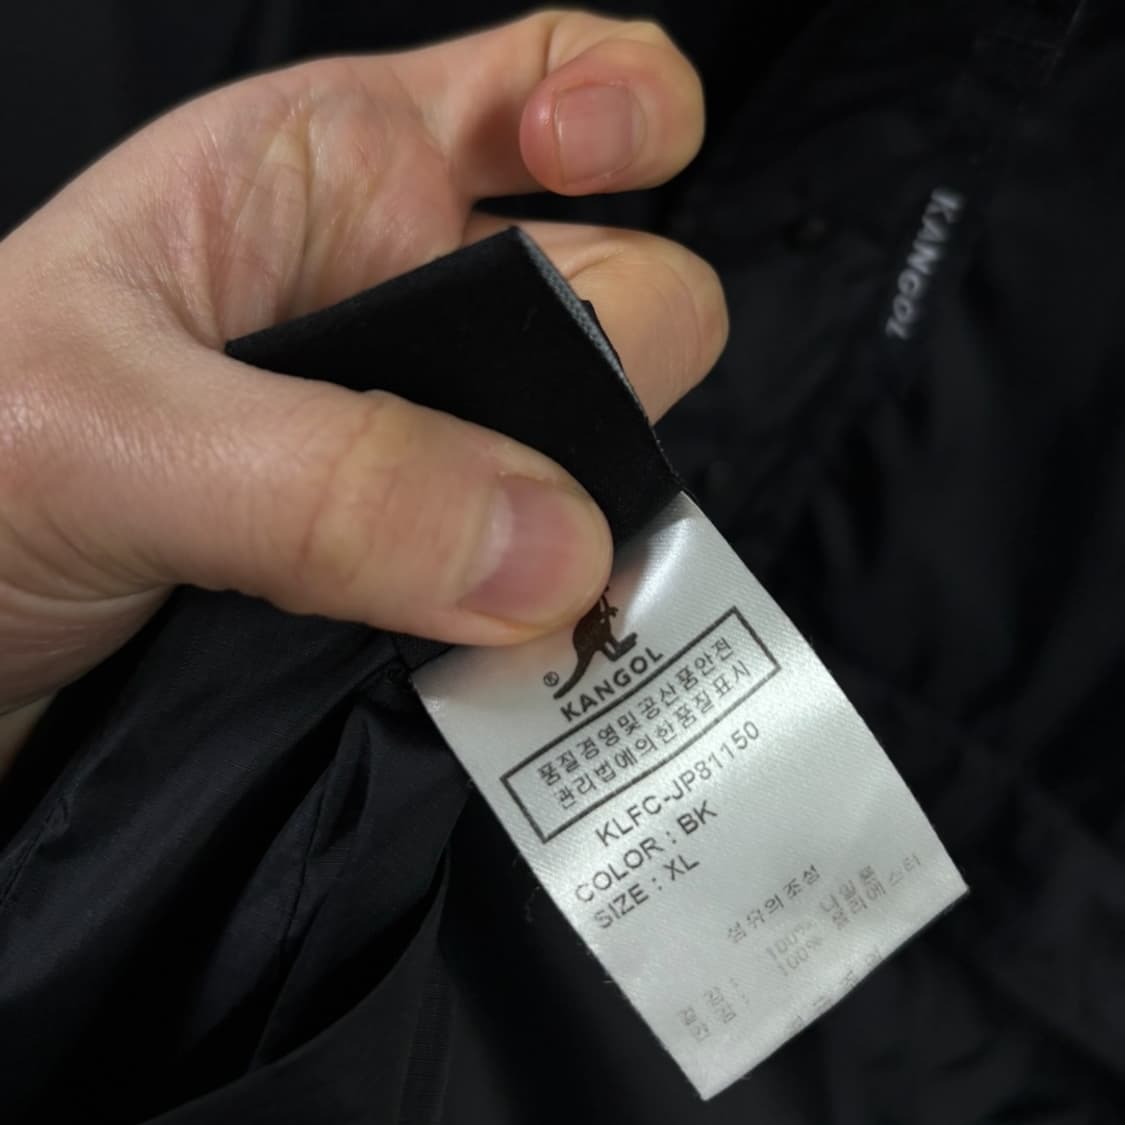 KANGOL
®
KANGOL
품질경영및공산품안전
관리법에의한품질표시
KLFC-JP81150
COLOR : BK
SIZE : XL
섬유의조성
100% 나일론
100% 폴리에스터